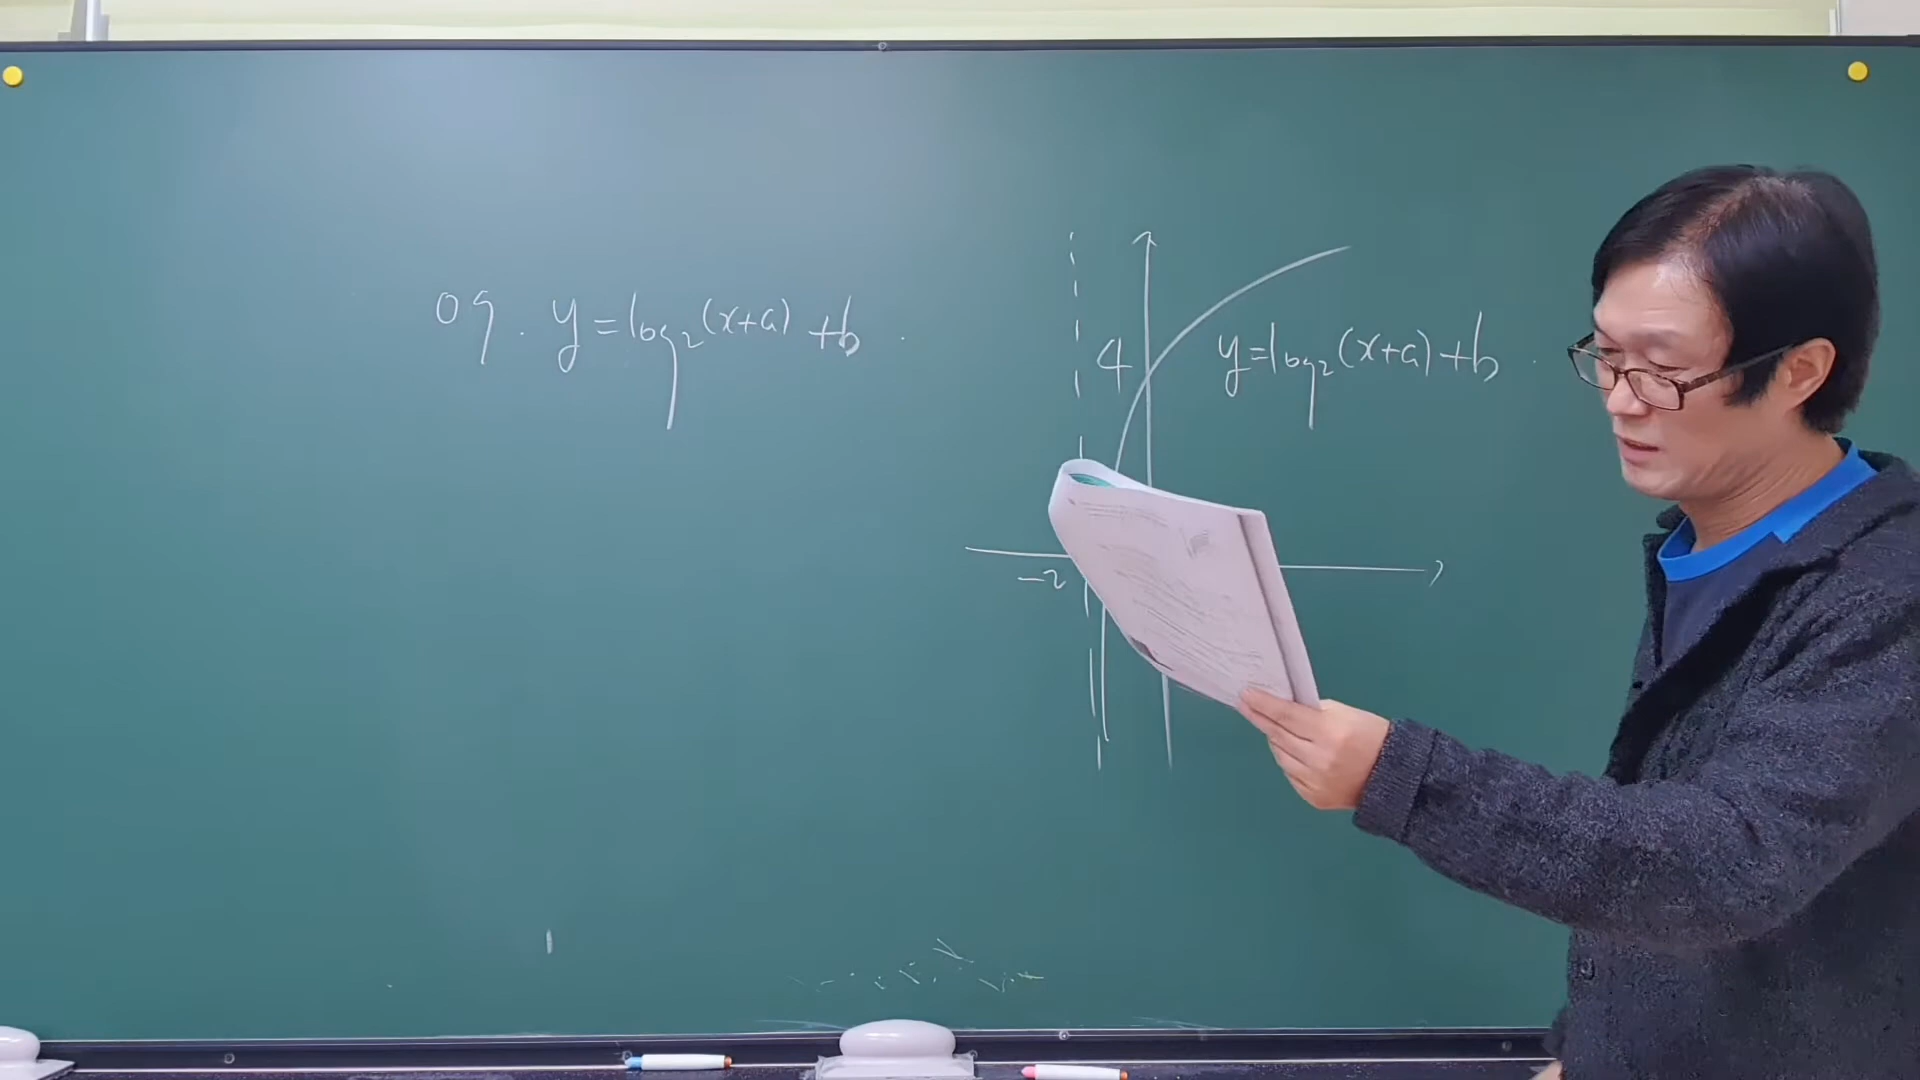 09. y=log₂(x+a)+b
4
y=log₂(x+a)+b
-2